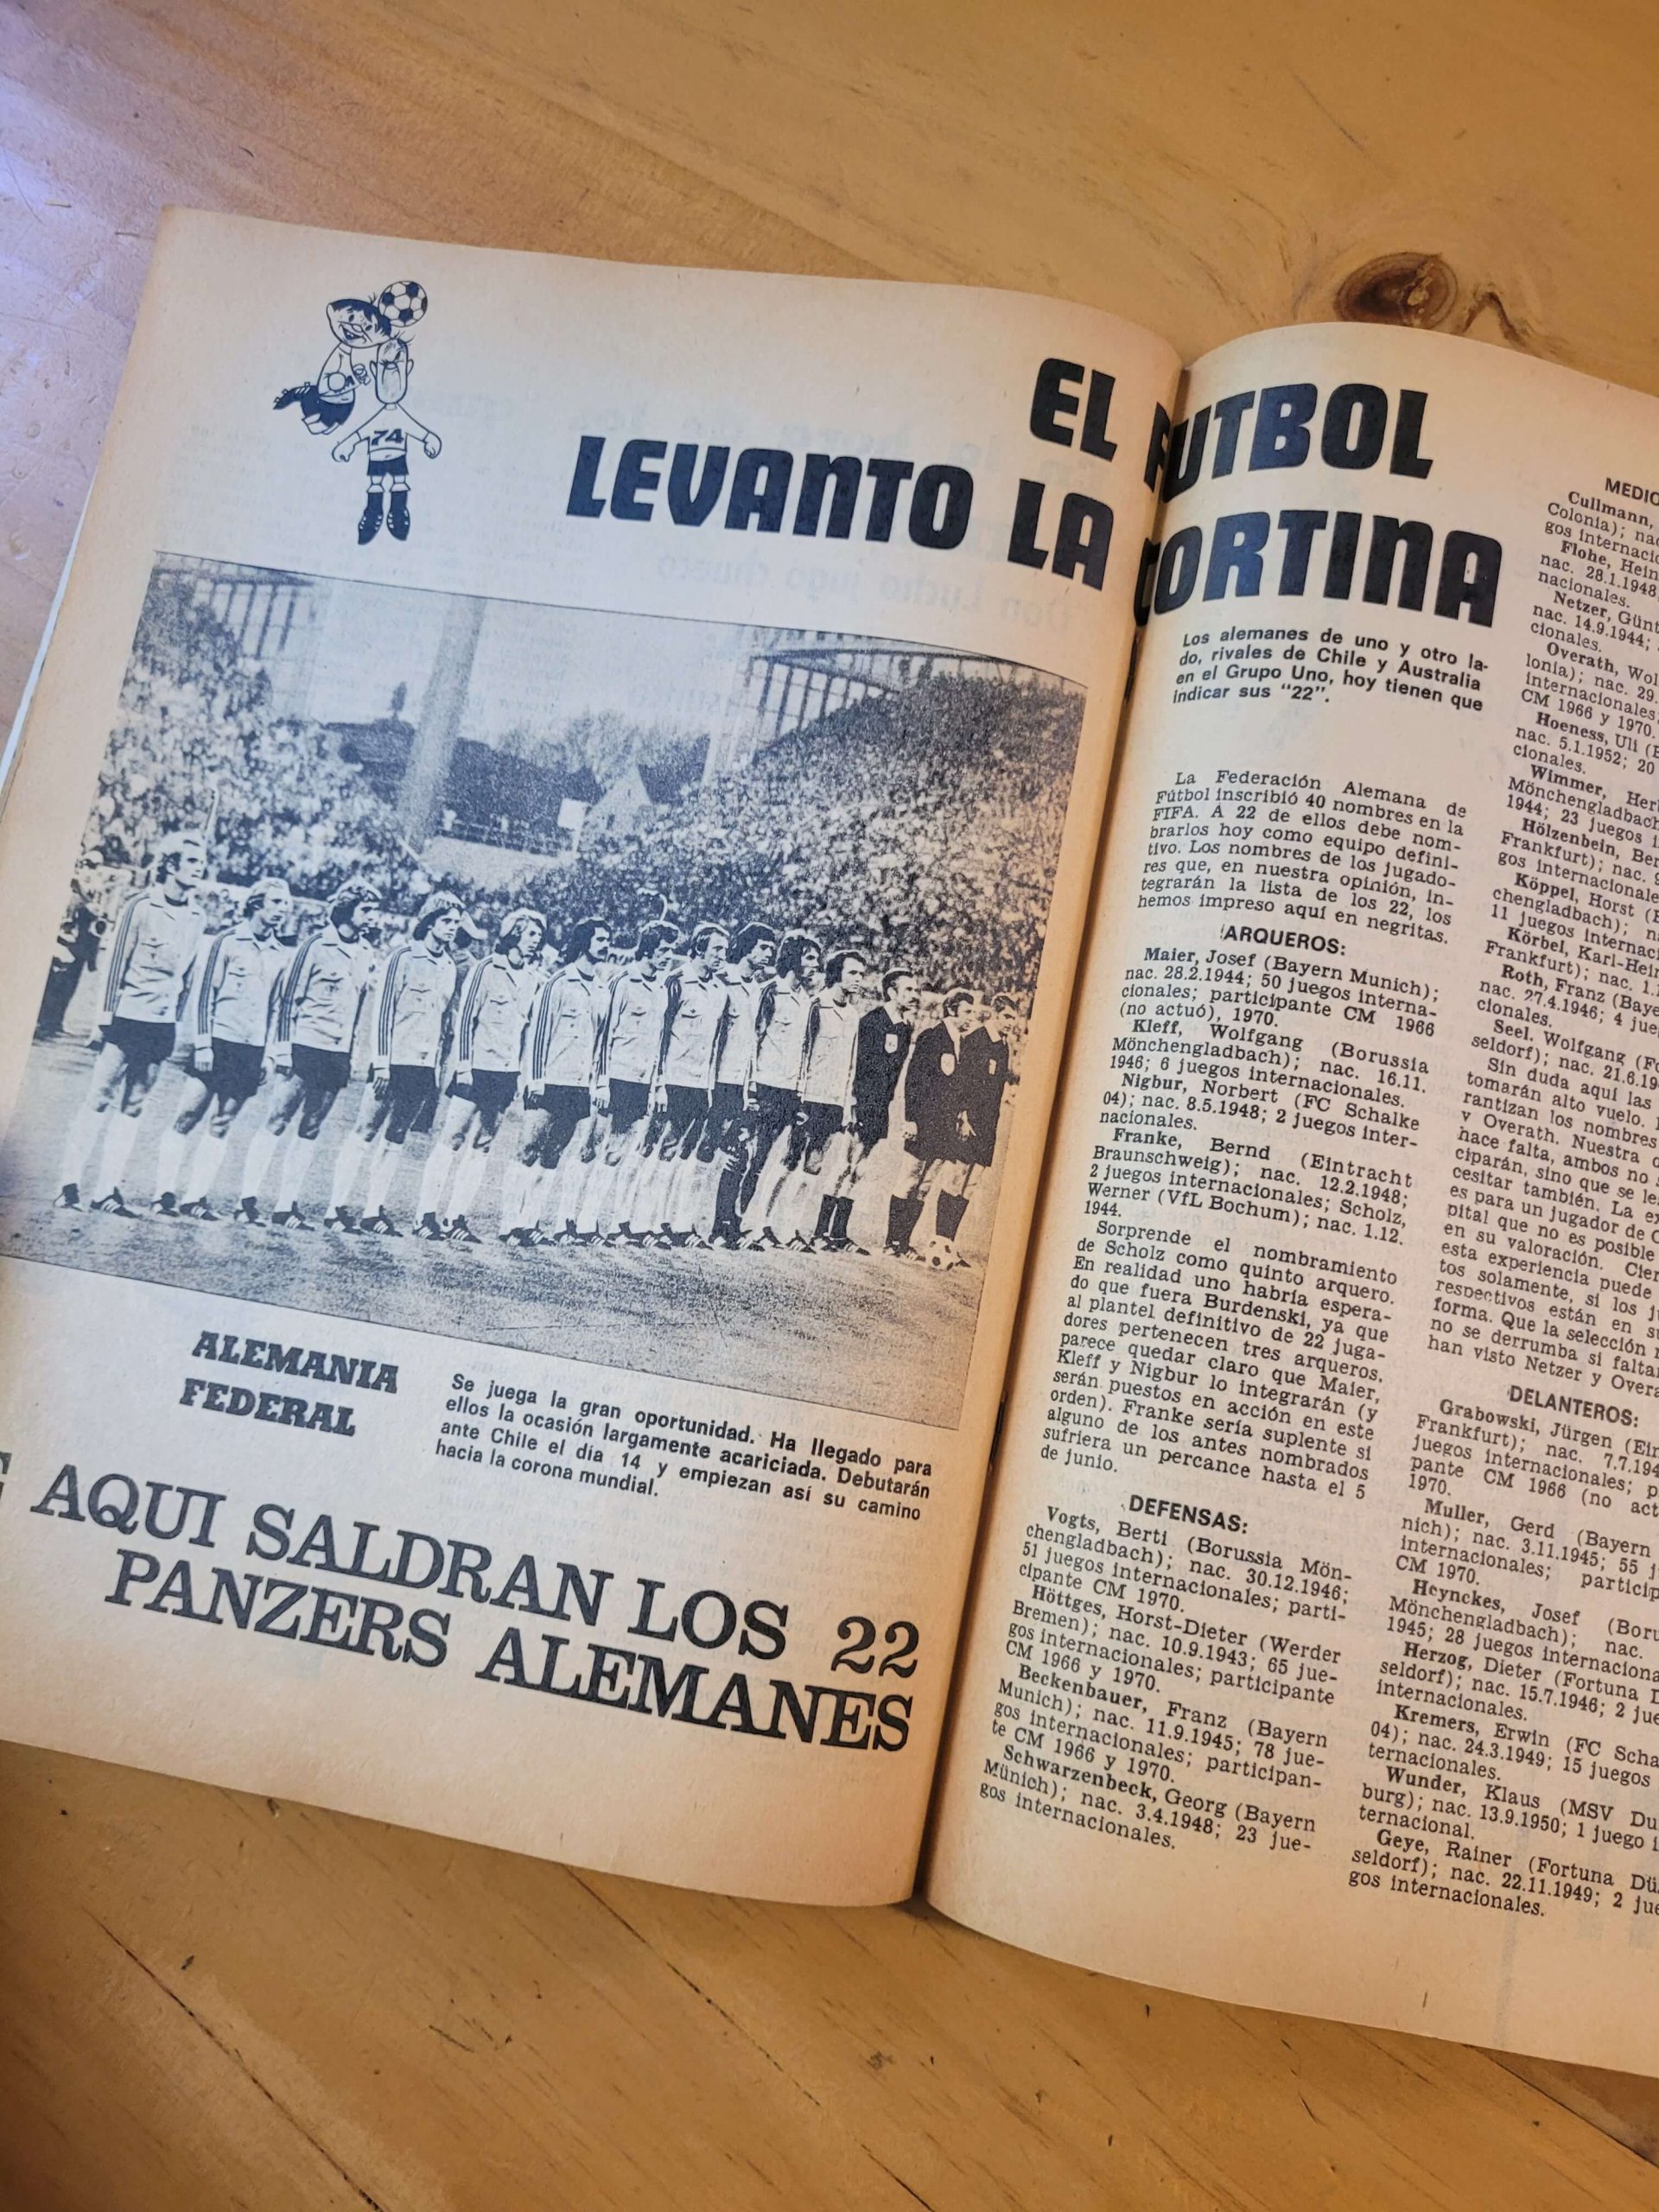 74
EL FUTBOL
LEVANTO LA CORTINA
ALEMANIA
FEDERAL
Se juega la gran oportunidad. Ha llegado para
ellos la ocasión largamente acariciada. Debutarán
ante Chile el día 14 y empiezan así su camino
hacia la corona mundial.
AQUI SALDRAN LOS 22
PANZERS ALEMANES
Los alemanes de uno y otro la-
do, rivales de Chile y Australia
en el Grupo Uno, hoy tienen que
indicar sus "22".
La Federación Alemana de
Fútbol inscribió 40 nombres en la
FIFA. A 22 de ellos debe nom-
brarlos hoy como equipo defini-
tivo. Los nombres de los jugado-
res que, en nuestra opinión, in-
tegrarán la lista de los 22, los
hemos impreso aquí en negritas.
ARQUEROS:
Maier, Josef (Bayern Munich);
nac. 28.2.1944; 50 juegos interna-
cionales; participante CM 1966
(no actuó), 1970.
Kleff, Wolfgang (Borussia
Mönchengladbach); nac. 16.11.
1946; 6 juegos internacionales.
Nigbur, Norbert (FC Schalke
04); nac. 8.5.1948; 2 juegos inter-
nacionales.
Franke, Bernd (Eintracht
Braunschweig); nac. 12.2.1948;
2 juegos internacionales; Scholz,
Werner (VfL Bochum); nac. 1.12.
1944.
Sorprende el nombramiento
de Scholz como quinto arquero.
En realidad uno habría espera-
do que fuera Burdenski, ya que
al plantel definitivo de 22 juga-
dores pertenecen tres arqueros.
parece quedar claro que Maier,
Kleff y Nigbur lo integrarán (y
serán puestos en acción en este
orden). Franke sería suplente si
alguno de los antes nombrados
sufriera un percance hasta el 5
de junio.
DEFENSAS:
Vogts, Berti (Borussia Mön-
chengladbach); nac. 30.12.1946;
51 juegos internacionales; parti-
cipante CM 1970.
Höttges, Horst-Dieter (Werder
Bremen); nac. 10.9.1943; 65 jue-
gos internacionales; participante
CM 1966 y 1970.
Beckenbauer, Franz (Bayern
Munich); nac. 11.9.1945; 78 jue-
gos internacionales; participan-
te CM 1966 y 1970.
Schwarzenbeck, Georg (Bayern
Münich); nac. 3.4.1948; 23 jue-
gos internacionales.
MEDIO
Cullmann,
Colonia); nac
gos internacio
Flohe, Hein
nac. 28.1.1948
nacionales.
Netzer, Günt
nac. 14.9.1944;
cionales.
Overath, Wol
lonia); nac. 29.
internacionales
CM 1966 y 1970.
Hoeness, Uli (B
nac. 5.1.1952; 20
cionales.
Wimmer, Her
Mönchengladbach
1944; 23 juegos i
Hölzenbein, Ber
Frankfurt); nac. 9
gos internacionale
Köppel, Horst (B
chengladbach); n
11 juegos internac
Körbel, Karl-Hein
Frankfurt); nac. 1.1
Roth, Franz (Baye
nac. 27.4.1946; 4 jue
cionales.
Seel. Wolfgang (Fo
seldorf); nac. 21.6.19
Sin duda aquí las
tomarán alto vuelo.
rantizan los nombres
y Overath. Nuestra
hace falta, ambos no
ciparán, sino que se le
cesitar también. La ex
es para un jugador de
pital que no es posible
en su valoración. Cier
esta experiencia puede
tos solamente, si los j
respectivos están en su
forma. Que la selección
no se derrumba si falta
han visto Netzer y Overa
DELANTEROS:
Grabowski, Jürgen (Ein
Frankfurt); nac. 7.7.194
juegos internacionales; p
pante CM 1966 (no act
1970.
Muller, Gerd (Bayern
nich); nac. 3.11.1945; 55 j
internacionales; particip
CM 1970.
Heynckes, Josef (Boru
Mönchengladbach); nac.
1945; 28 juegos internaciona
Herzog, Dieter (Fortuna D
seldorf); nac. 15.7.1946; 2 jue
internacionales.
Kremers, Erwin (FC Scha
04); nac. 24.3.1949; 15 juegos
ternacionales.
Wunder, Klaus (MSV Du
burg); nac. 13.9.1950; 1 juego i
ternacional.
Geye, Rainer (Fortuna Dü
seldorf); nac. 22.11.1949; 2 jue
gos internacionales.